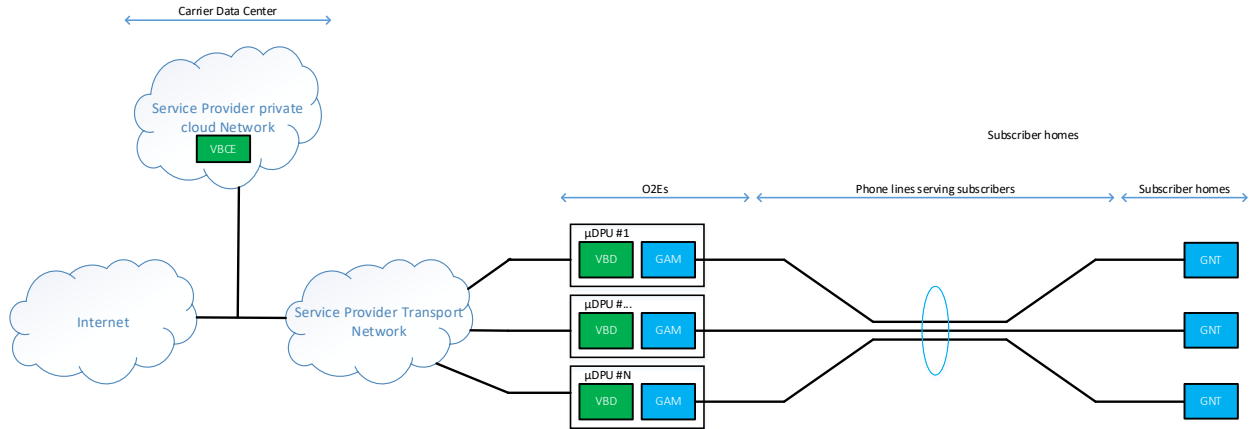 Carrier Data Center
Service Provider private
cloud Network
VBCE
Subscriber homes
O2Es
Phone lines serving subscribers
Subscriber homes
µDPU #1
VBD
GAM
GNT
Internet
Service Provider Transport
Network
µDPU #...
VBD
GAM
GNT
µDPU #N
VBD
GAM
GNT